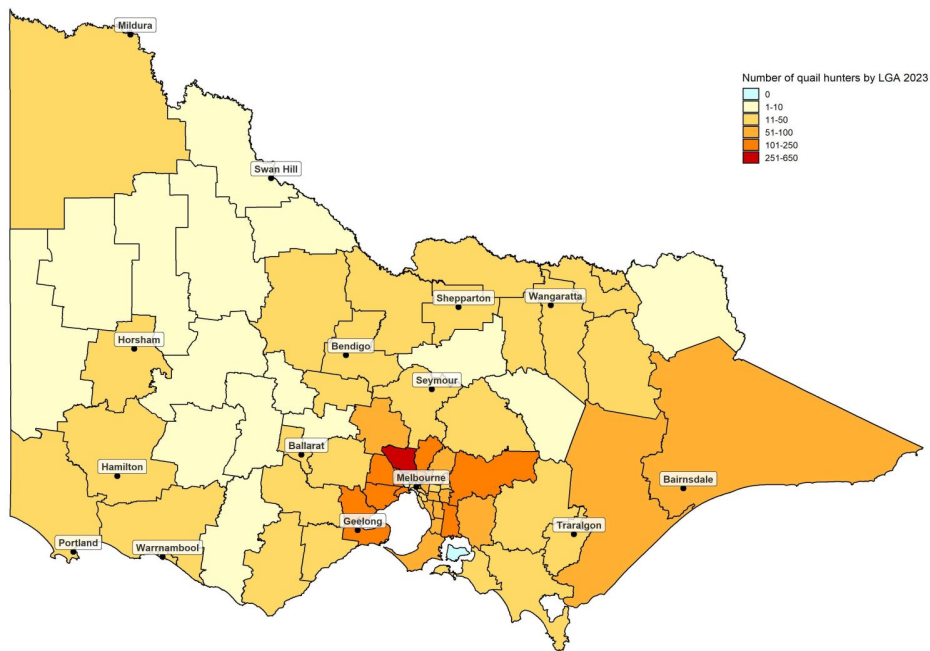 Mildura
Number of quail hunters by LGA 2023
0
1-10
11-50
51-100
101-250
251-650
Swan Hill
Shepparton
Wangaratta
Horsham
Bendigo
Seymour
Ballarat
Hamilton
Melbourne
Bairnsdale
Geelong
Traralgon
Portland
Warrnambool